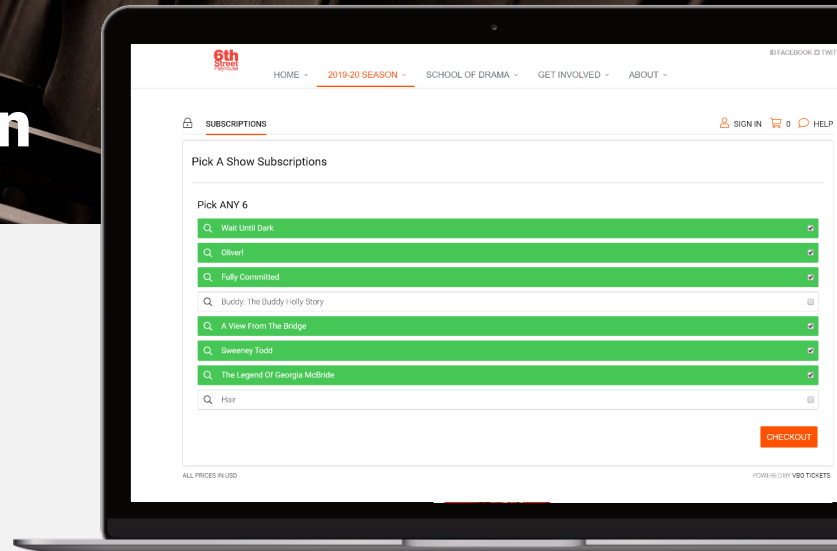 n
6th
Street
Playhouse
FACEBOOK TWIT
HOME
2019-20 SEASON
SCHOOL OF DRAMA
GET INVOLVED
ABOUT
SUBSCRIPTIONS
SIGN IN 0 HELP
Pick A Show Subscriptions
Pick ANY 6
Wait Until Dark
Oliver!
Fully Committed
Buddy: The Buddy Holly Story
A View From The Bridge
Sweeney Todd
The Legend Of Georgia McBride
Hair
CHECKOUT
ALL PRICES IN USD
POWERED BY VBO TICKETS